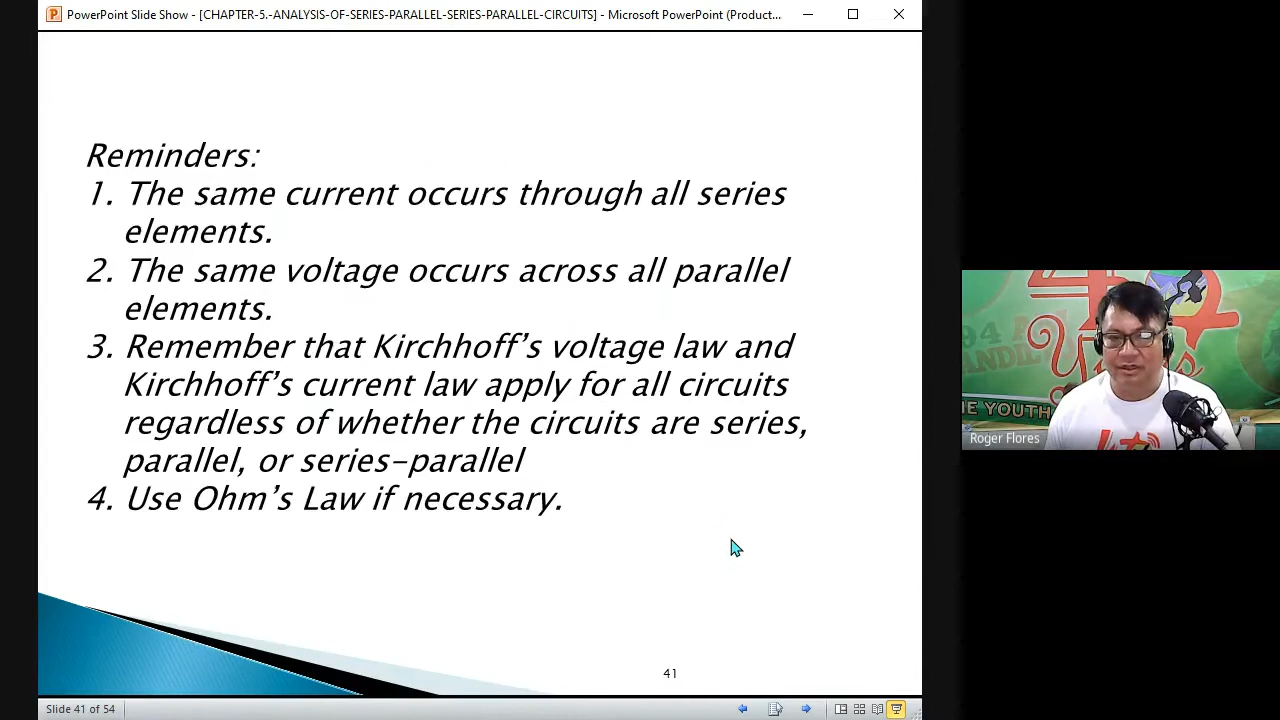 PowerPoint Slide Show - [CHAPTER-5.-ANALYSIS-OF-SERIES-PARALLEL-SERIES-PARALLEL-CIRCUITS] - Microsoft PowerPoint (Product...
Reminders:
1. The same current occurs through all series
elements.
2. The same voltage occurs across all parallel
elements.
3. Remember that Kirchhoff's voltage law and
Kirchhoff's current law apply for all circuits
regardless of whether the circuits are series,
parallel, or series-parallel
4. Use Ohm's Law if necessary.
41
Slide 41 of 54
YOUTH
Roger Flores